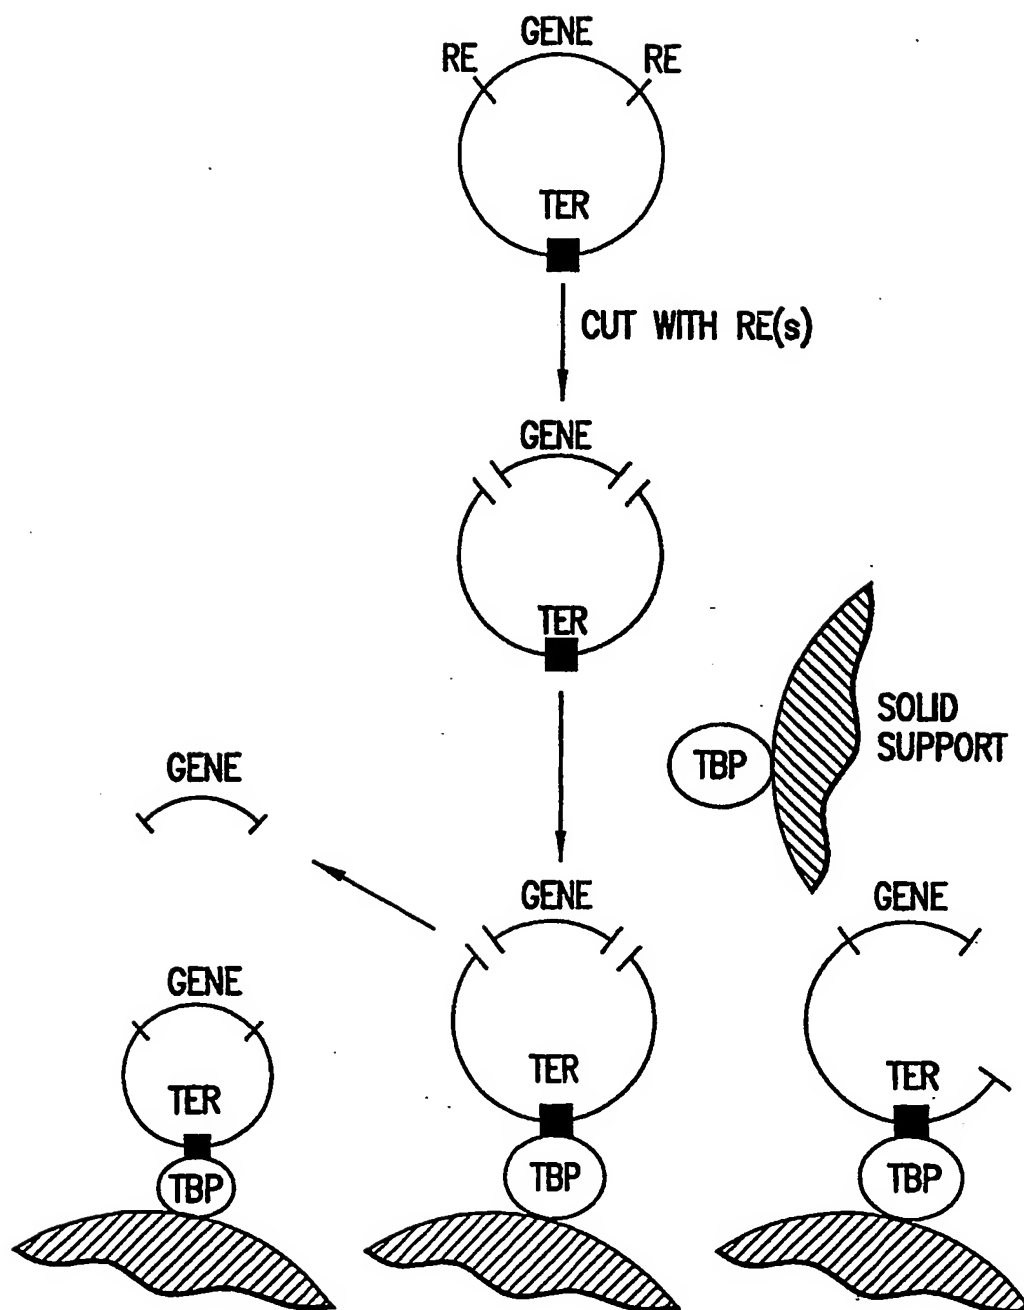 GENE
RE
RE
TER
CUT WITH RE(s)
GENE
TER
SOLID
SUPPORT
TBP
GENE
GENE
GENE
GENE
TER
TER
TER
TBP
TBP
TBP